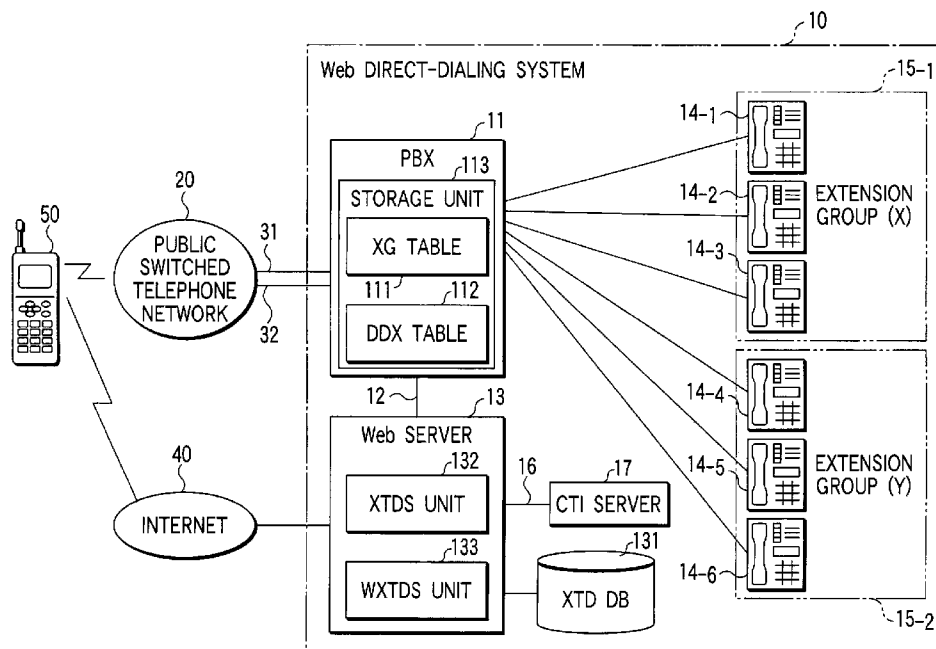 10
Web DIRECT-DIALING SYSTEM
15-1
14-1
14-2
EXTENSION
GROUP (X)
14-3
11
PBX
113
STORAGE UNIT
XG TABLE
111
112
DDX TABLE
50
20
PUBLIC
SWITCHED
TELEPHONE
NETWORK
31
32
12
13
Web SERVER
132
XTDS UNIT
133
WXTDS UNIT
40
INTERNET
16
17
CTI SERVER
131
XTD DB
14-4
14-5
EXTENSION
GROUP (Y)
14-6
15-2